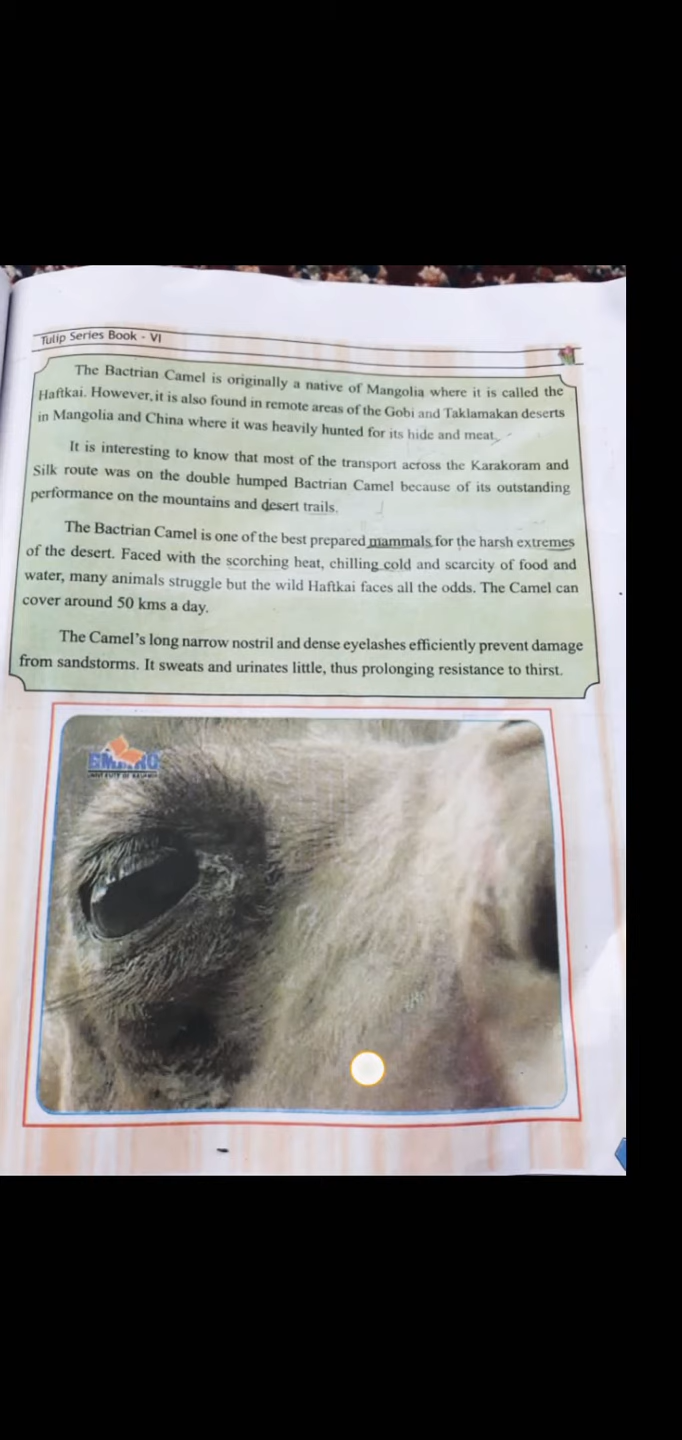 Tulip Series Book - VI
The Bactrian Camel is originally a native of Mangolia where it is called the
Haftkai. However, it is also found in remote areas of the Gobi and Taklamakan deserts
in Mangolia and China where it was heavily hunted for its hide and meat.
It is interesting to know that most of the transport across the Karakoram and
Silk route was on the double humped Bactrian Camel because of its outstanding
performance on the mountains and desert trails.
The Bactrian Camel is one of the best prepared mammals for the harsh extremes
of the desert. Faced with the scorching heat, chilling cold and scarcity of food and
water, many animals struggle but the wild Haftkai faces all the odds. The Camel can
cover around 50 kms a day.
The Camel's long narrow nostril and dense eyelashes efficiently prevent damage
from sandstorms. It sweats and urinates little, thus prolonging resistance to thirst.